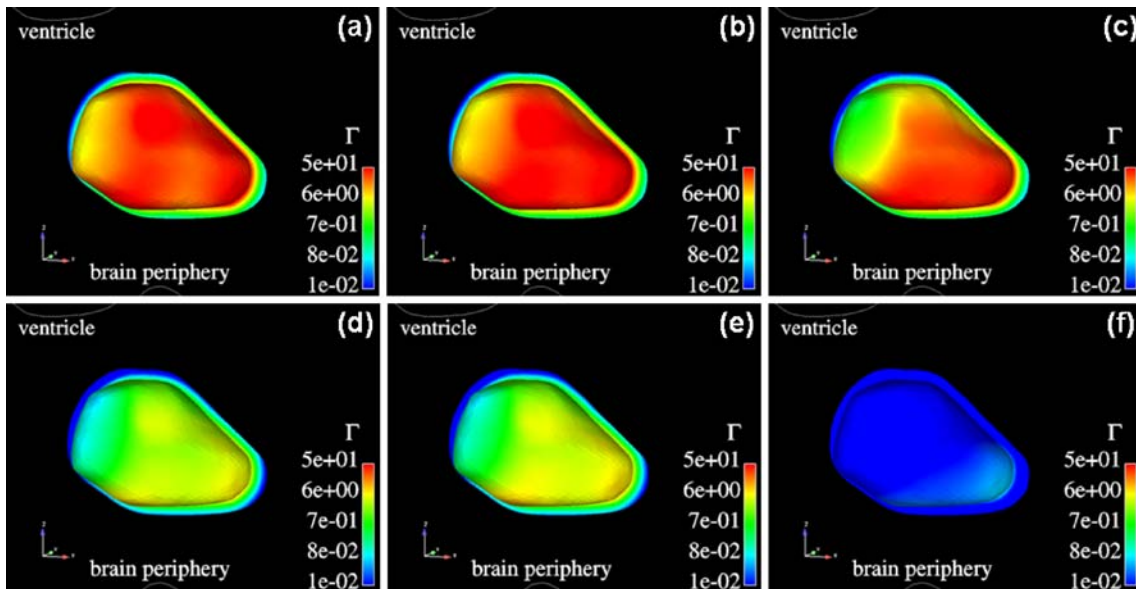 ventricle
(a)
Γ
5e+01
6e+00
7e-01
8e-02
1e-02
brain periphery
ventricle
(b)
Γ
5e+01
6e+00
7e-01
8e-02
1e-02
brain periphery
ventricle
(c)
Γ
5e+01
6e+00
7e-01
8e-02
1e-02
brain periphery
ventricle
(d)
Γ
5e+01
6e+00
7e-01
8e-02
1e-02
brain periphery
ventricle
(e)
Γ
5e+01
6e+00
7e-01
8e-02
1e-02
brain periphery
ventricle
(f)
Γ
5e+01
6e+00
7e-01
8e-02
1e-02
brain periphery